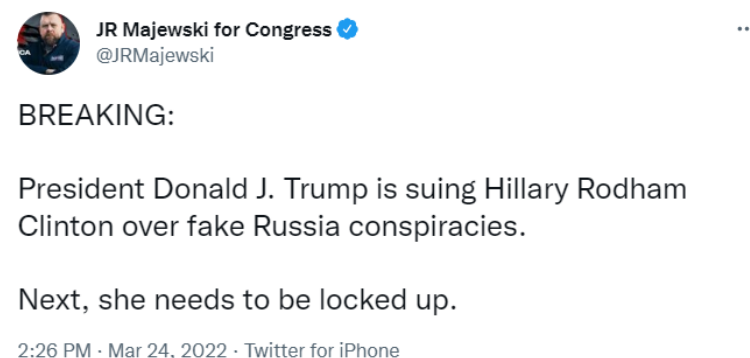 JR Majewski for Congress
@JRMajewski
BREAKING:
President Donald J. Trump is suing Hillary Rodham
Clinton over fake Russia conspiracies.
Next, she needs to be locked up.
2:26 PM · Mar 24, 2022 · Twitter for iPhone